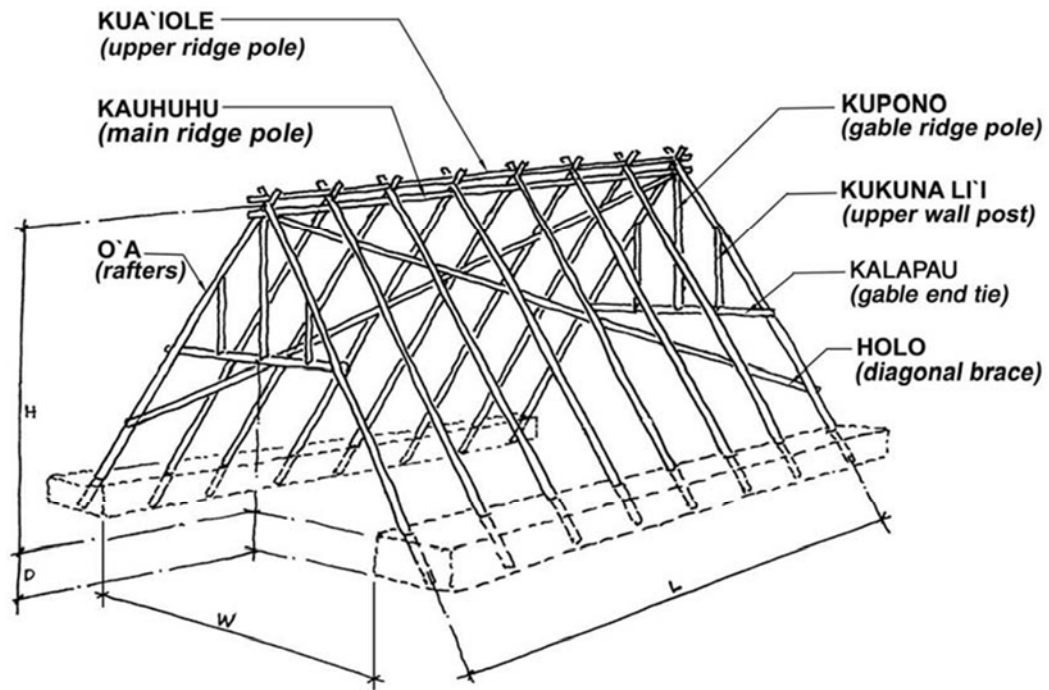 KUA`IOLE
(upper ridge pole)
KAUHUHU
(main ridge pole)
KUPONO
(gable ridge pole)
KUKUNA LI`I
(upper wall post)
O`A
(rafters)
KALAPAU
(gable end tie)
HOLO
(diagonal brace)
H
D
W
L